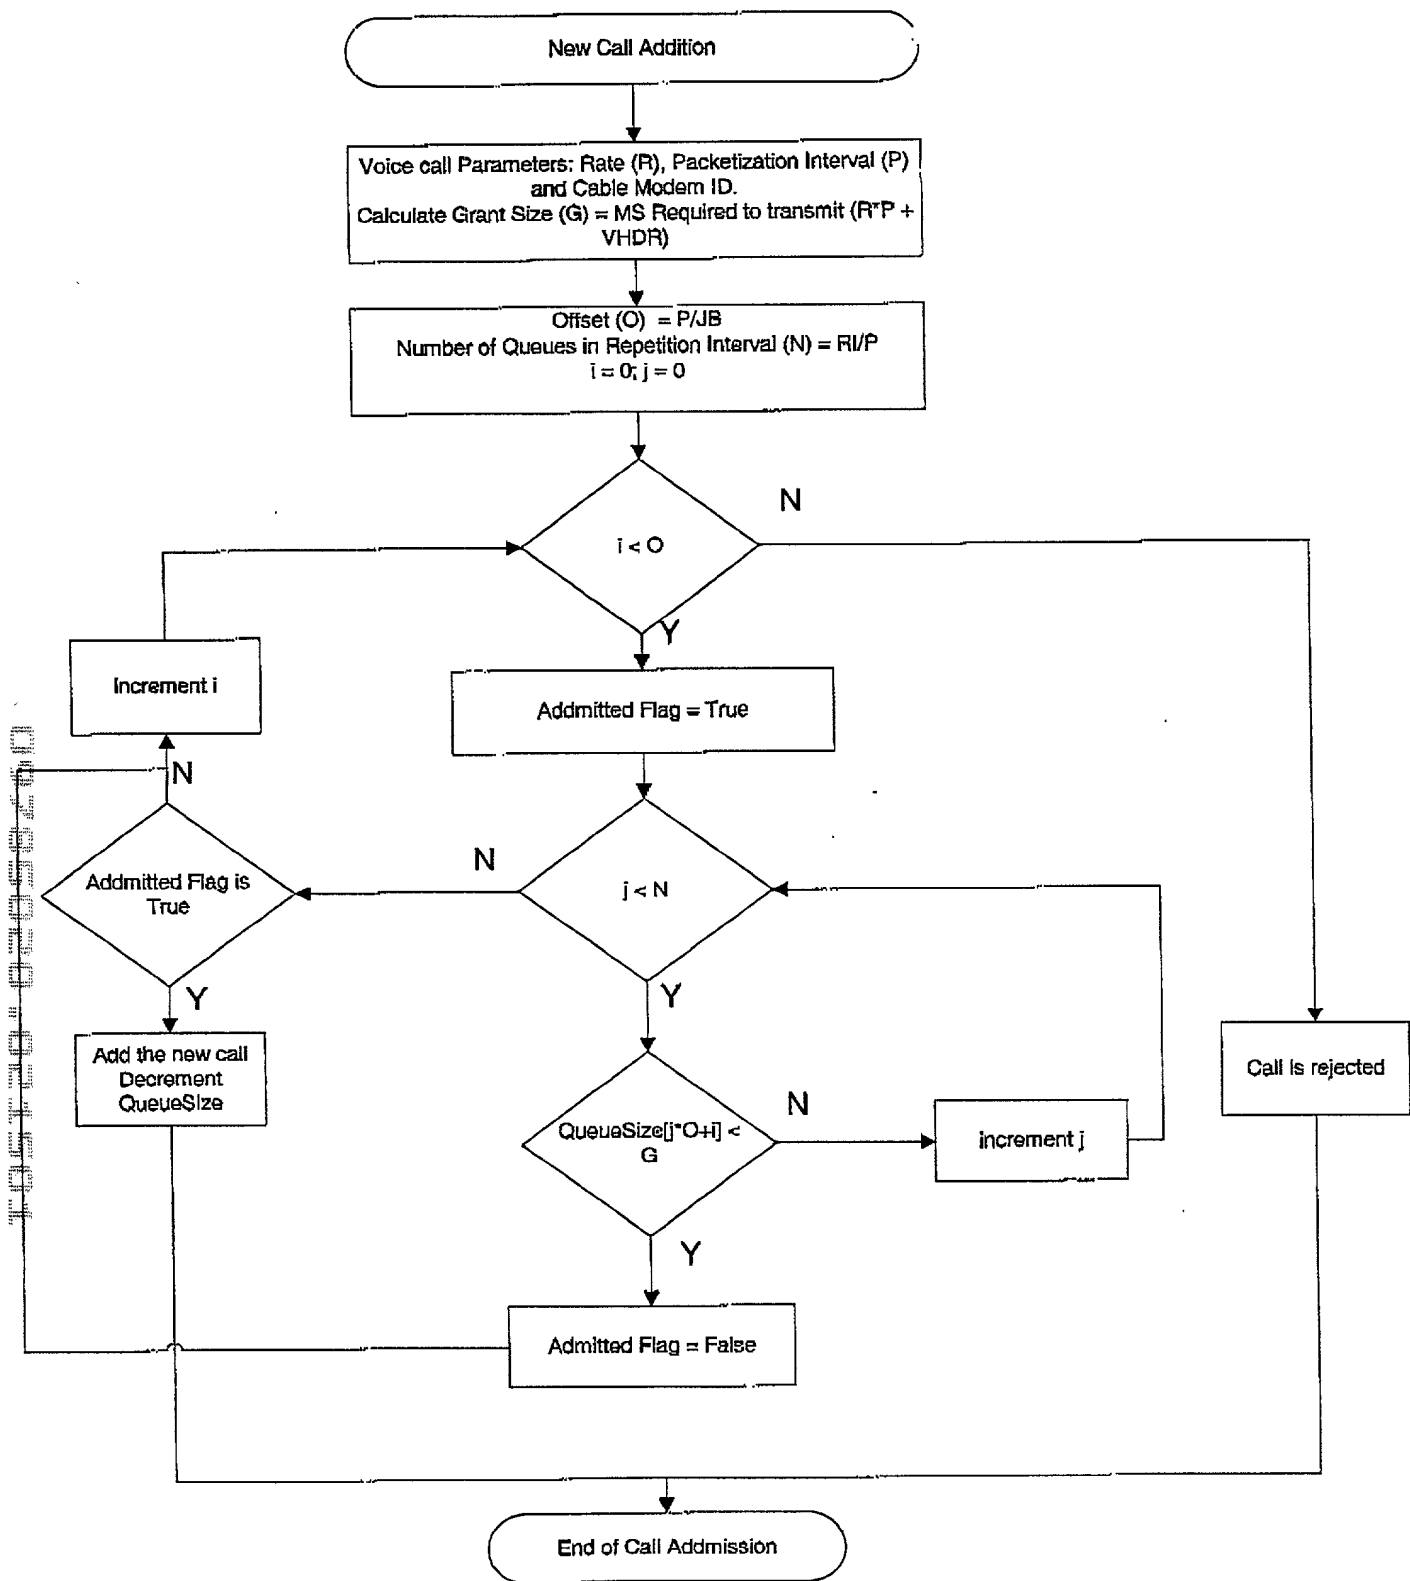 New Call Addition
Voice call Parameters: Rate (R), Packetization Interval (P)
and Cable Modem ID.
Calculate Grant Size (G) = MS Required to transmit (R*P +
VHDR)
Offset (O) = P/JB
Number of Queues in Repetition Interval (N) = RI/P
i = 0; j = 0
i < O
N
Y
Increment i
Addmitted Flag = True
N
Addmitted Flag is
True
N
j < N
Y
Y
Add the new call
Decrement
QueueSize
QueueSize[j*O+i] <
G
N
increment j
Call is rejected
Y
Admitted Flag = False
End of Call Addmission